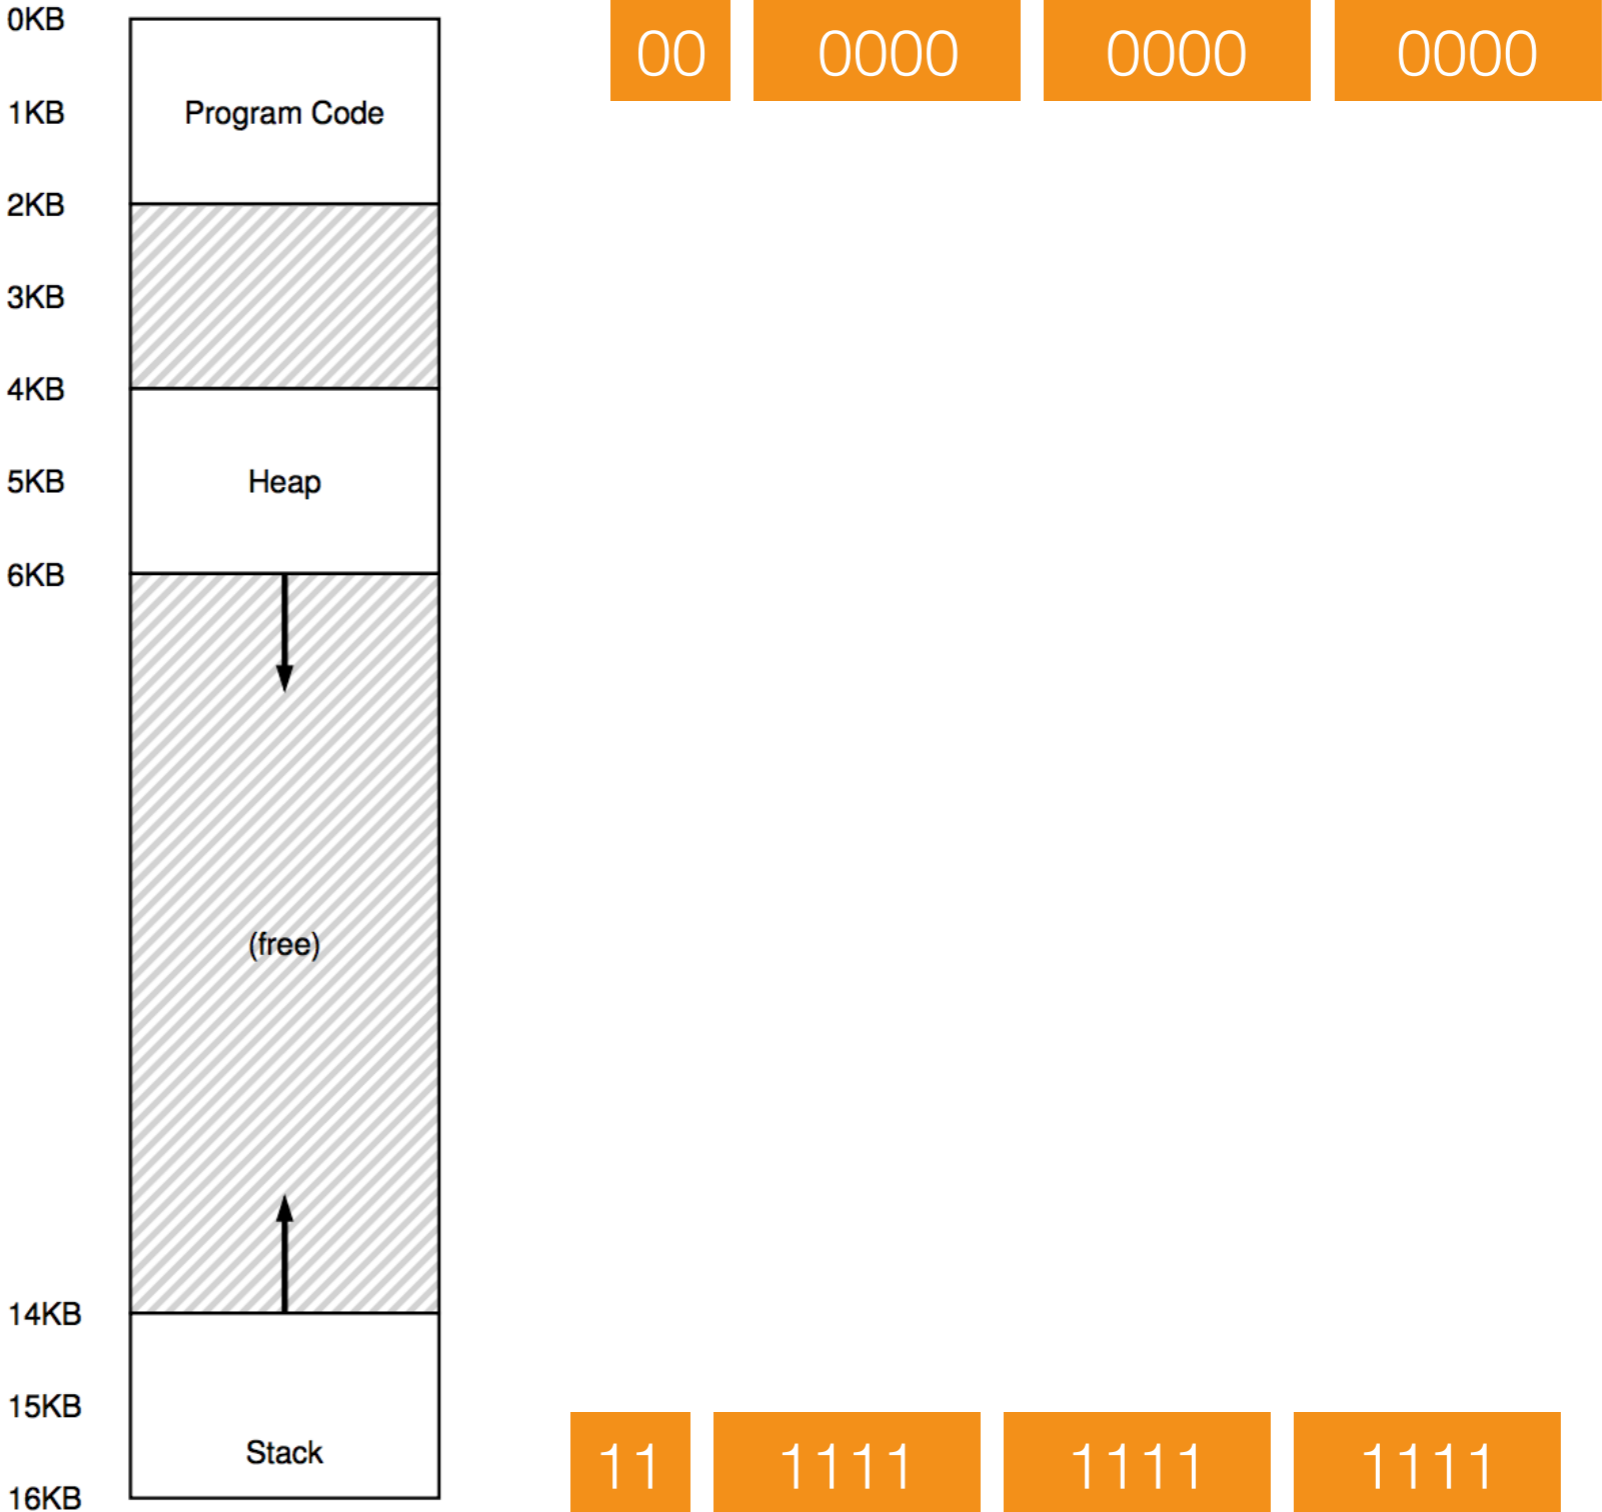 0KB 00 0000 0000 0000
1KB Program Code
2KB
3KB
4KB
5KB Heap
6KB
(free)
14KB
15KB
Stack 11 1111 1111 1111
16KB